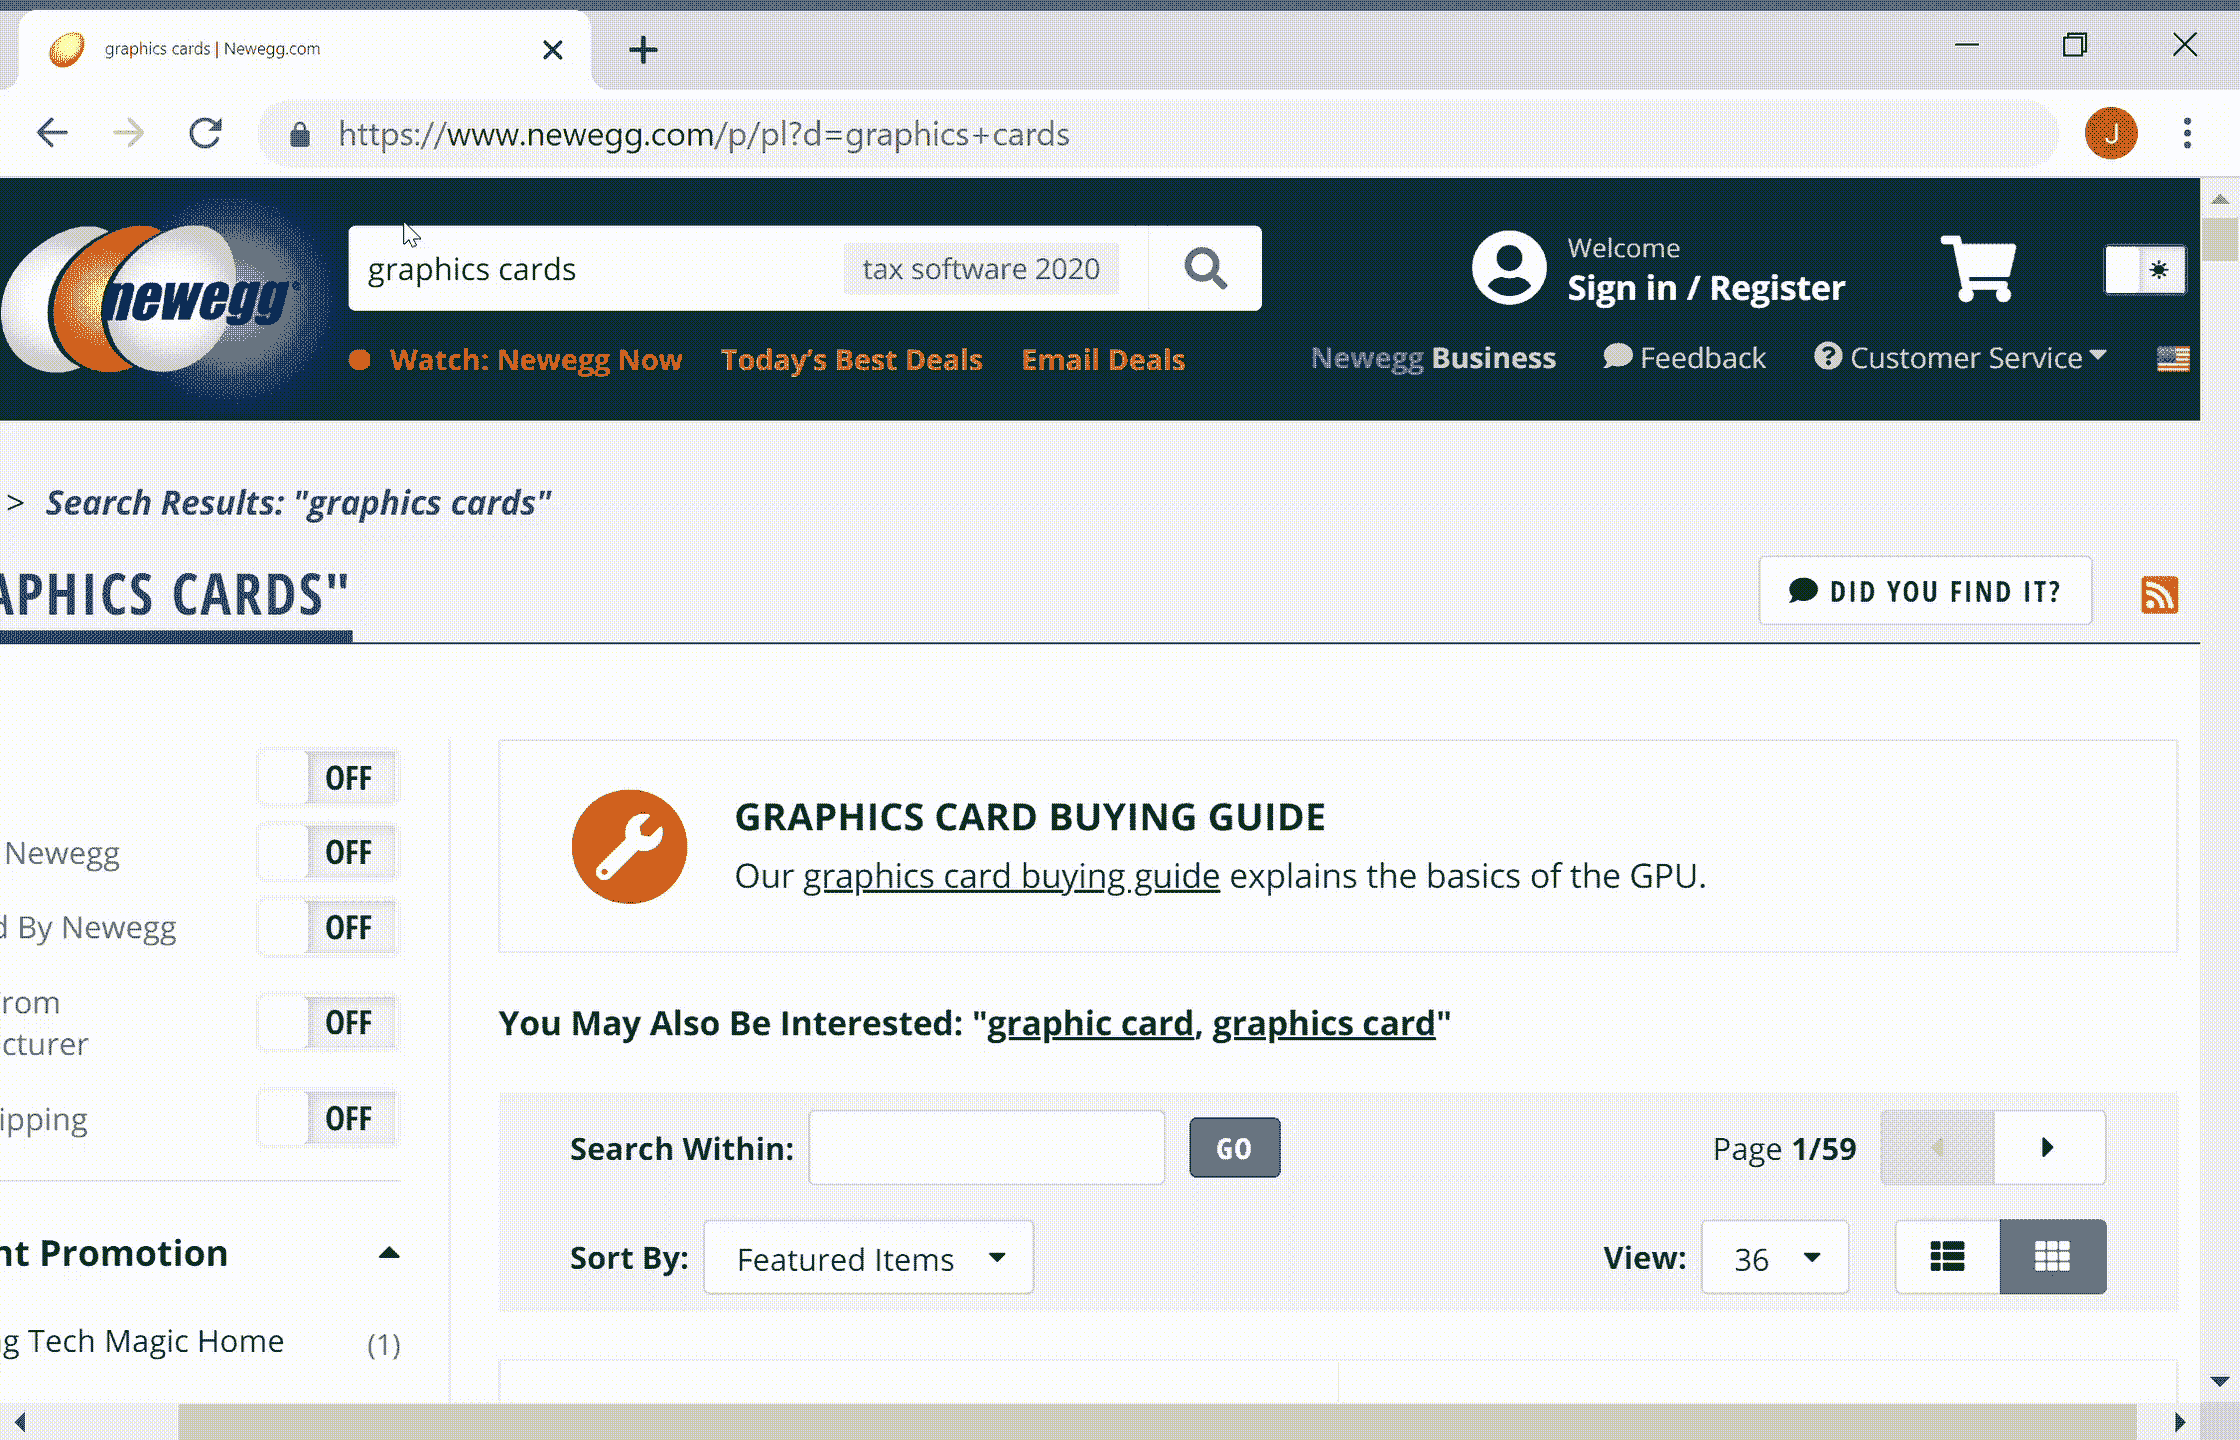 graphics cards | Newegg.com
https://www.newegg.com/p/pl?d=graphics+cards
J
newegg
graphics cards
tax software 2020
Welcome
Sign in / Register
Watch: Newegg Now
Today's Best Deals
Email Deals
Newegg Business
Feedback
Customer Service
> Search Results: "graphics cards"
APHICS CARDS"
DID YOU FIND IT?
OFF
Newegg
OFF
d By Newegg
OFF
rom
cturer
OFF
ipping
OFF
nt Promotion
g Tech Magic Home
(1)
GRAPHICS CARD BUYING GUIDE
Our graphics card buying guide explains the basics of the GPU.
You May Also Be Interested: "graphic card, graphics card"
Search Within:
GO
Page 1/59
Sort By:
Featured Items
View:
36